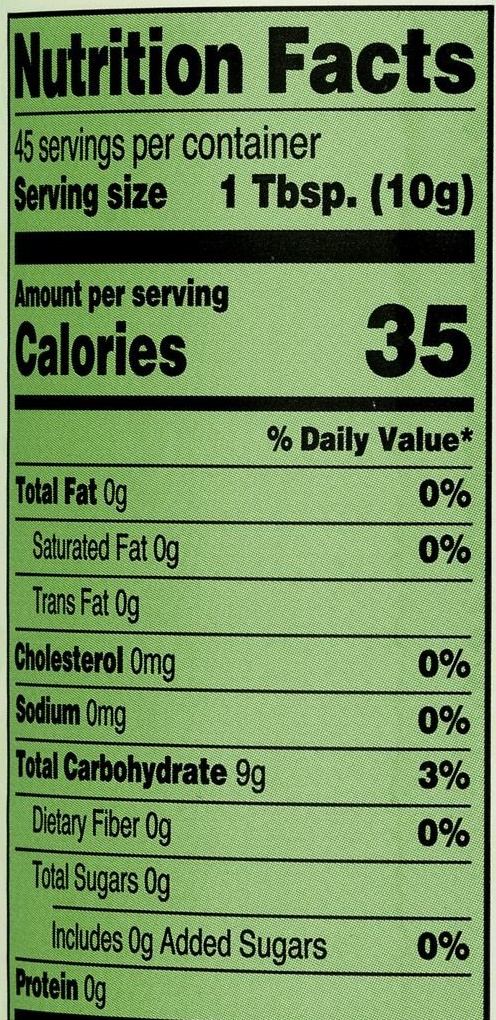 Nutrition Facts
45 servings per container
Serving size 1 Tbsp. (10g)
Amount per serving
Calories 35
% Daily Value*
Total Fat 0g 0%
Saturated Fat 0g 0%
Trans Fat 0g
Cholesterol 0mg 0%
Sodium 0mg 0%
Total Carbohydrate 9g 3%
Dietary Fiber 0g 0%
Total Sugars 0g
Includes 0g Added Sugars 0%
Protein 0g